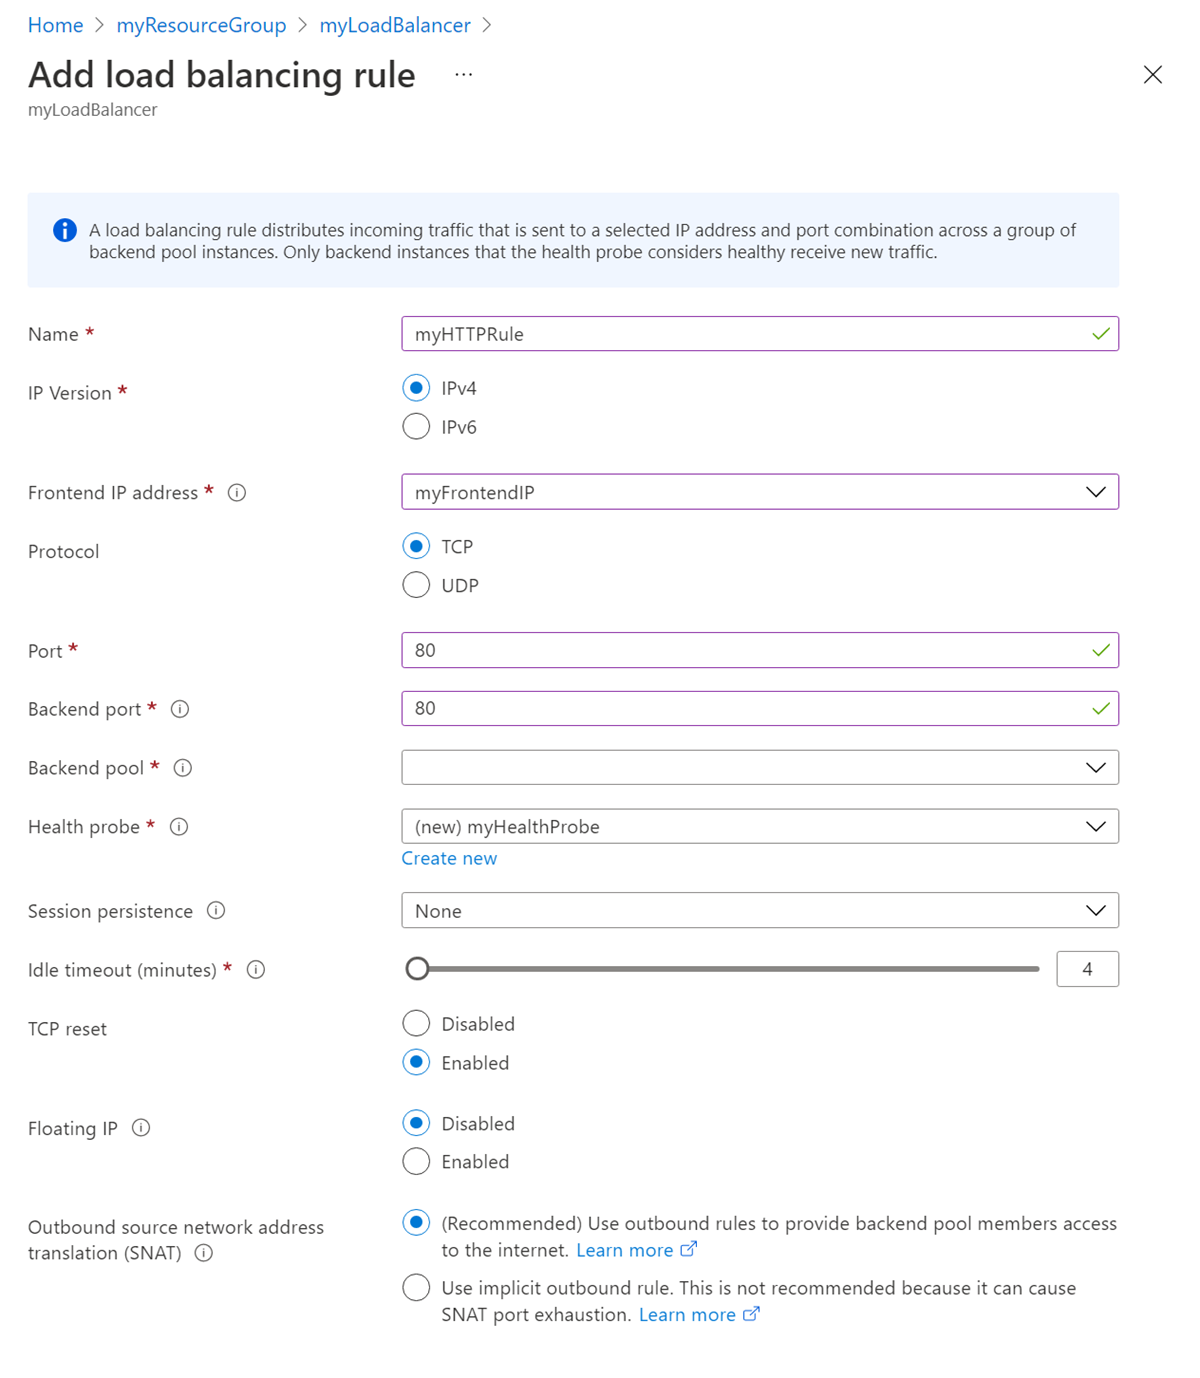 Home > myResourceGroup > myLoadBalancer >
Add load balancing rule ...
myLoadBalancer
A load balancing rule distributes incoming traffic that is sent to a selected IP address and port combination across a group of
backend pool instances. Only backend instances that the health probe considers healthy receive new traffic.
Name * myHTTPRule
IP Version * IPv4
IPv6
Frontend IP address * myFrontendIP
Protocol TCP
UDP
Port * 80
Backend port * 80
Backend pool *
Health probe * (new) myHealthProbe
Create new
Session persistence None
Idle timeout (minutes) * 4
TCP reset Disabled
Enabled
Floating IP Disabled
Enabled
Outbound source network address
translation (SNAT)
(Recommended) Use outbound rules to provide backend pool members access
to the internet. Learn more
Use implicit outbound rule. This is not recommended because it can cause
SNAT port exhaustion. Learn more